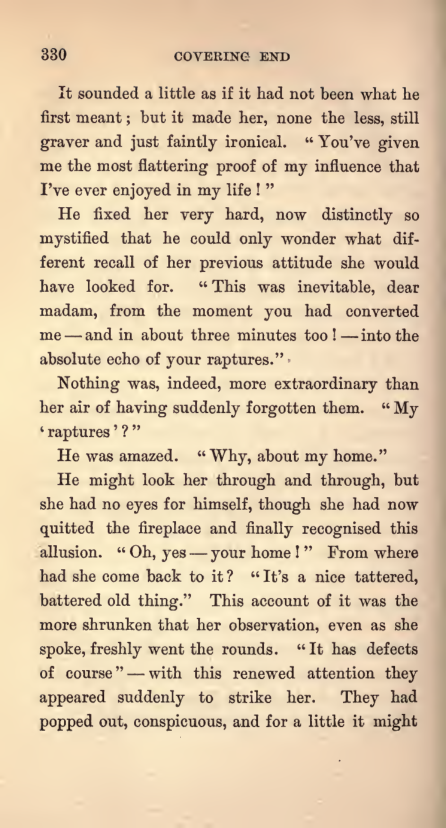 330 COVERING END
It sounded a little as if it had not been what he
first meant; but it made her, none the less, still
graver and just faintly ironical. “You’ve given
me the most flattering proof of my influence that
I’ve ever enjoyed in my life!”
He fixed her very hard, now distinctly so
mystified that he could only wonder what dif-
ferent recall of her previous attitude she would
have looked for. “This was inevitable, dear
madam, from the moment you had converted
me — and in about three minutes too! — into the
absolute echo of your raptures.”
Nothing was, indeed, more extraordinary than
her air of having suddenly forgotten them. “My
‘raptures’?”
He was amazed. “Why, about my home.”
He might look her through and through, but
she had no eyes for himself, though she had now
quitted the fireplace and finally recognised this
allusion. “Oh, yes — your home!” From where
had she come back to it? “It’s a nice tattered,
battered old thing.” This account of it was the
more shrunken that her observation, even as she
spoke, freshly went the rounds. “It has defects
of course” — with this renewed attention they
appeared suddenly to strike her. They had
popped out, conspicuous, and for a little it might